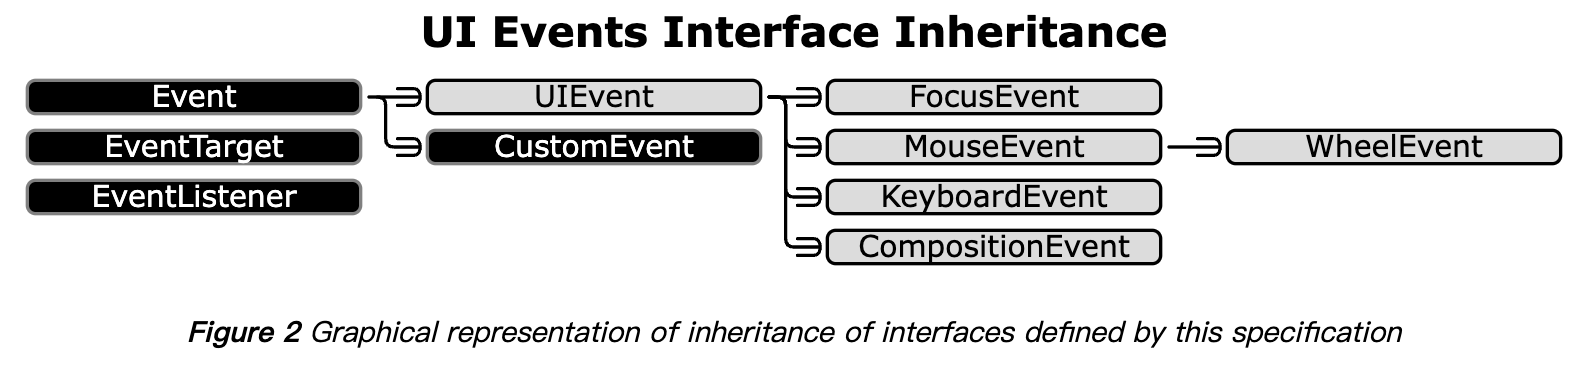 UI Events Interface Inheritance
Event
UIEvent
FocusEvent
EventTarget
CustomEvent
MouseEvent
WheelEvent
EventListener
KeyboardEvent
CompositionEvent
Figure 2 Graphical representation of inheritance of interfaces defined by this specification